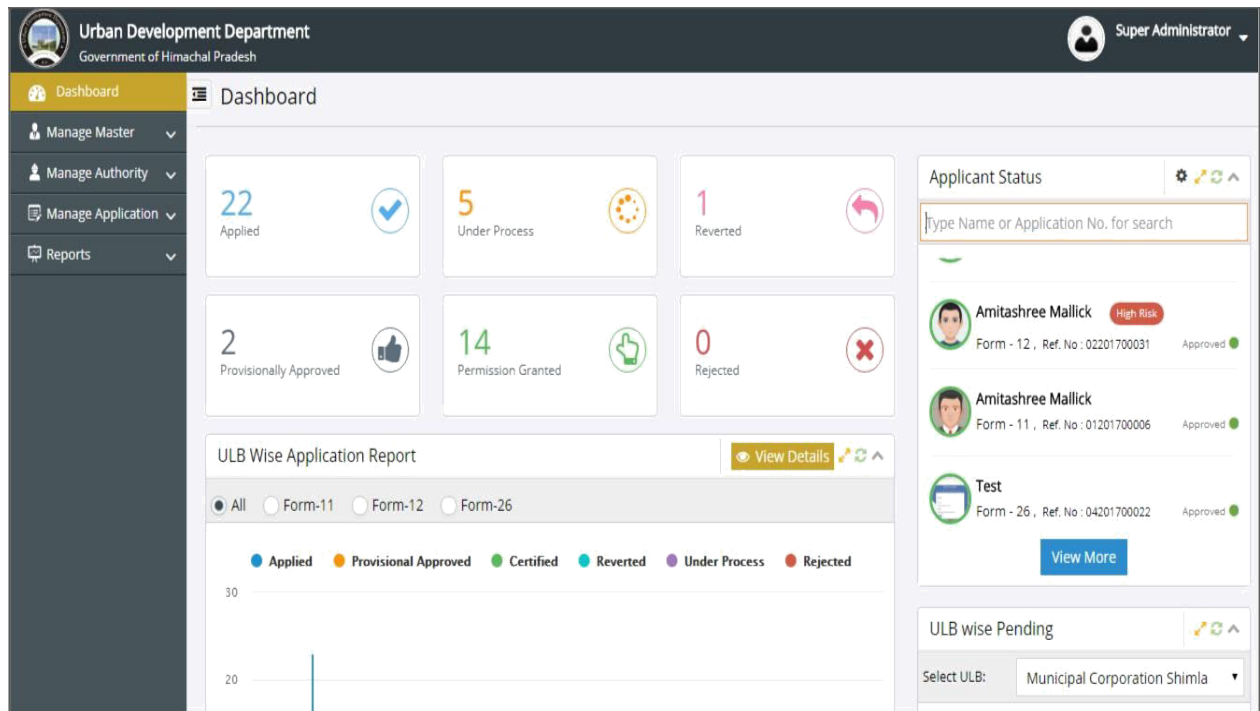 Urban Development Department
Government of Himachal Pradesh
Super Administrator
Dashboard
Manage Master
Manage Authority
Manage Application
Reports
Dashboard
22
Applied
5
Under Process
1
Reverted
2
Provisionally Approved
14
Permission Granted
0
Rejected
ULB Wise Application Report
View Details
All Form-11 Form-12 Form-26
Applied Provisional Approved Certified Reverted Under Process Rejected
30
20
Applicant Status
Type Name or Application No. for search
Amitashree Mallick High Risk
Form - 12 , Ref. No : 02201700031 Approved
Amitashree Mallick
Form - 11 , Ref. No : 01201700006 Approved
Test
Form - 26 , Ref. No : 04201700022 Approved
View More
ULB wise Pending
Select ULB: Municipal Corporation Shimla